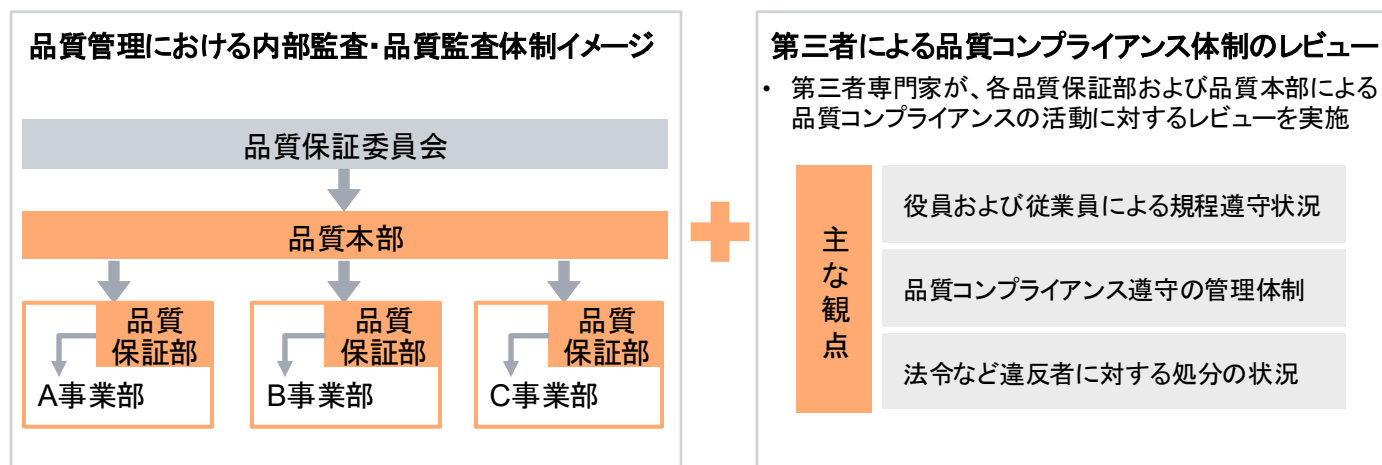 品質管理における内部監査・品質監査体制イメージ
品質保証委員会
品質本部
品質
保証部
A事業部
品質
保証部
B事業部
品質
保証部
C事業部
第三者による品質コンプライアンス体制のレビュー
• 第三者専門家が、各品質保証部および品質本部による
品質コンプライアンスの活動に対するレビューを実施
主な観点
役員および従業員による規程遵守状況
品質コンプライアンス遵守の管理体制
法令など違反者に対する処分の状況